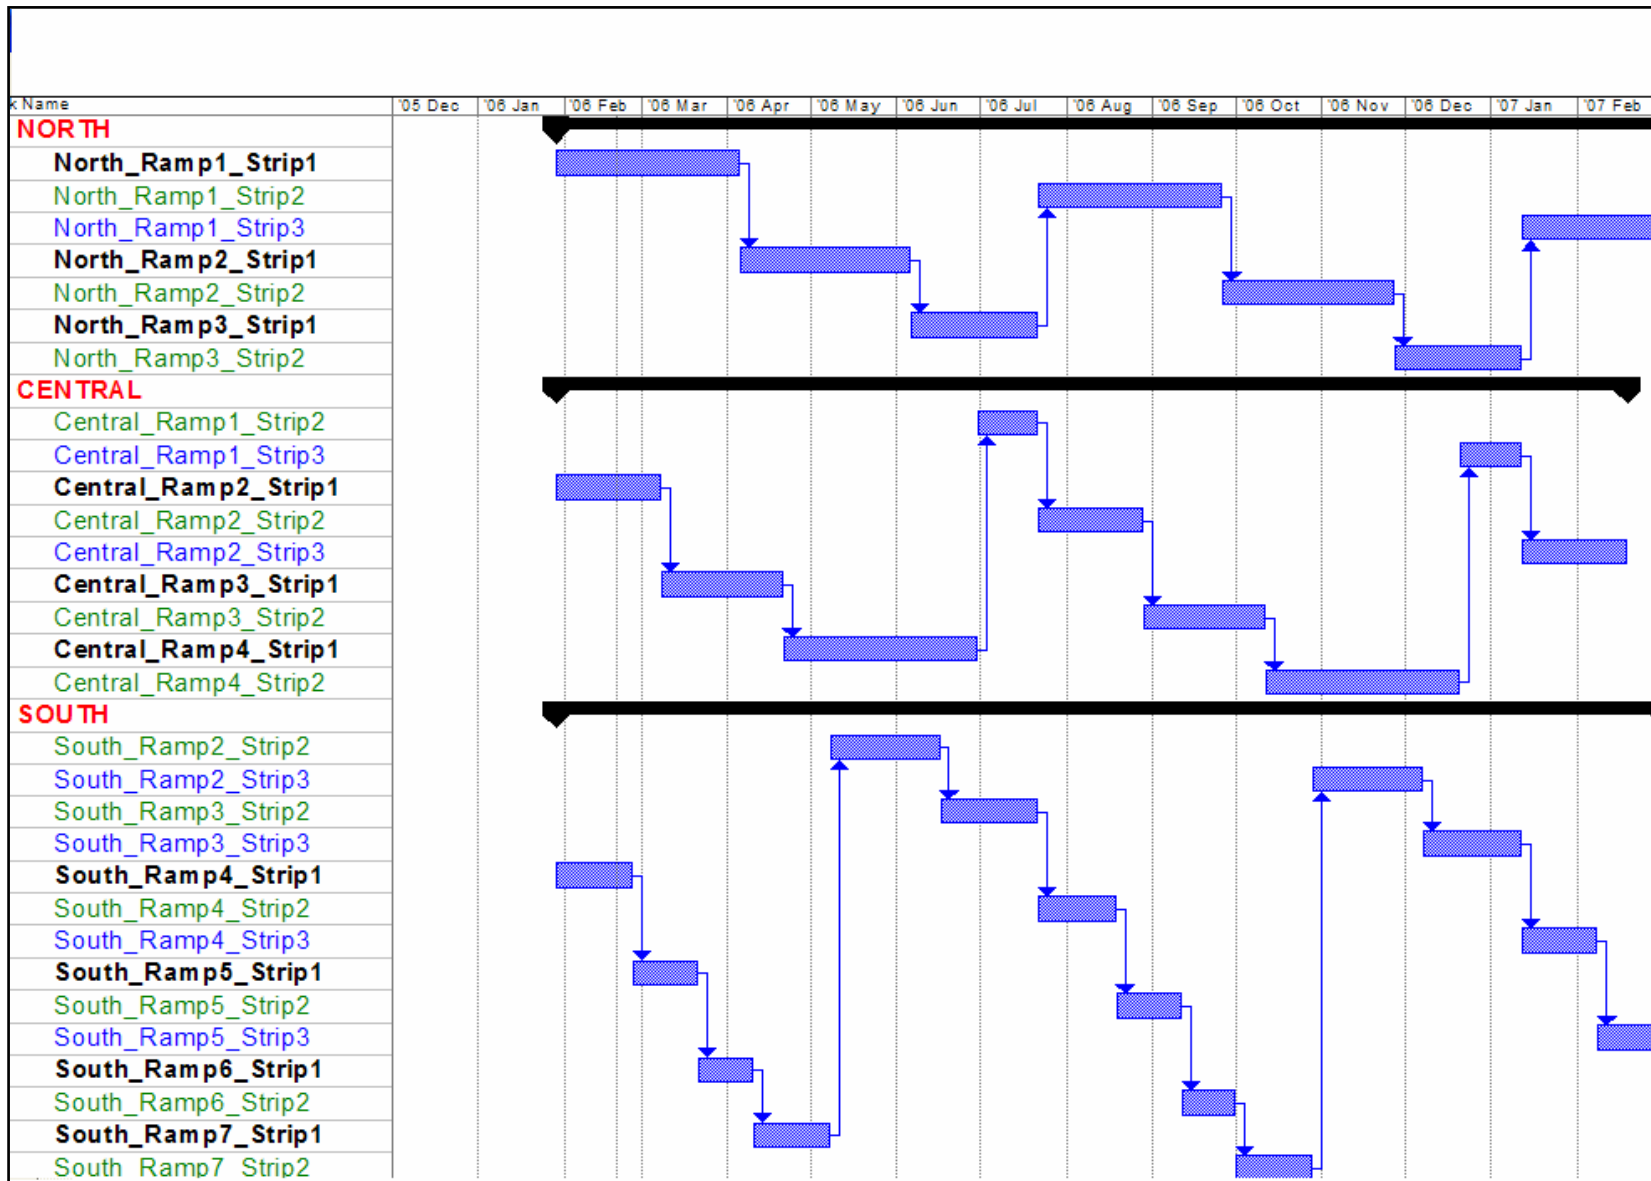 k Name '05 Dec '06 Jan '06 Feb '06 Mar '06 Apr '06 May '06 Jun '06 Jul '06 Aug '06 Sep '06 Oct '06 Nov '06 Dec '07 Jan '07 Feb
NORTH
North_Ramp1_Strip1
North_Ramp1_Strip2
North_Ramp1_Strip3
North_Ramp2_Strip1
North_Ramp2_Strip2
North_Ramp3_Strip1
North_Ramp3_Strip2
CENTRAL
Central_Ramp1_Strip2
Central_Ramp1_Strip3
Central_Ramp2_Strip1
Central_Ramp2_Strip2
Central_Ramp2_Strip3
Central_Ramp3_Strip1
Central_Ramp3_Strip2
Central_Ramp4_Strip1
Central_Ramp4_Strip2
SOUTH
South_Ramp2_Strip2
South_Ramp2_Strip3
South_Ramp3_Strip2
South_Ramp3_Strip3
South_Ramp4_Strip1
South_Ramp4_Strip2
South_Ramp4_Strip3
South_Ramp5_Strip1
South_Ramp5_Strip2
South_Ramp5_Strip3
South_Ramp6_Strip1
South_Ramp6_Strip2
South_Ramp7_Strip1
South_Ramp7_Strip2